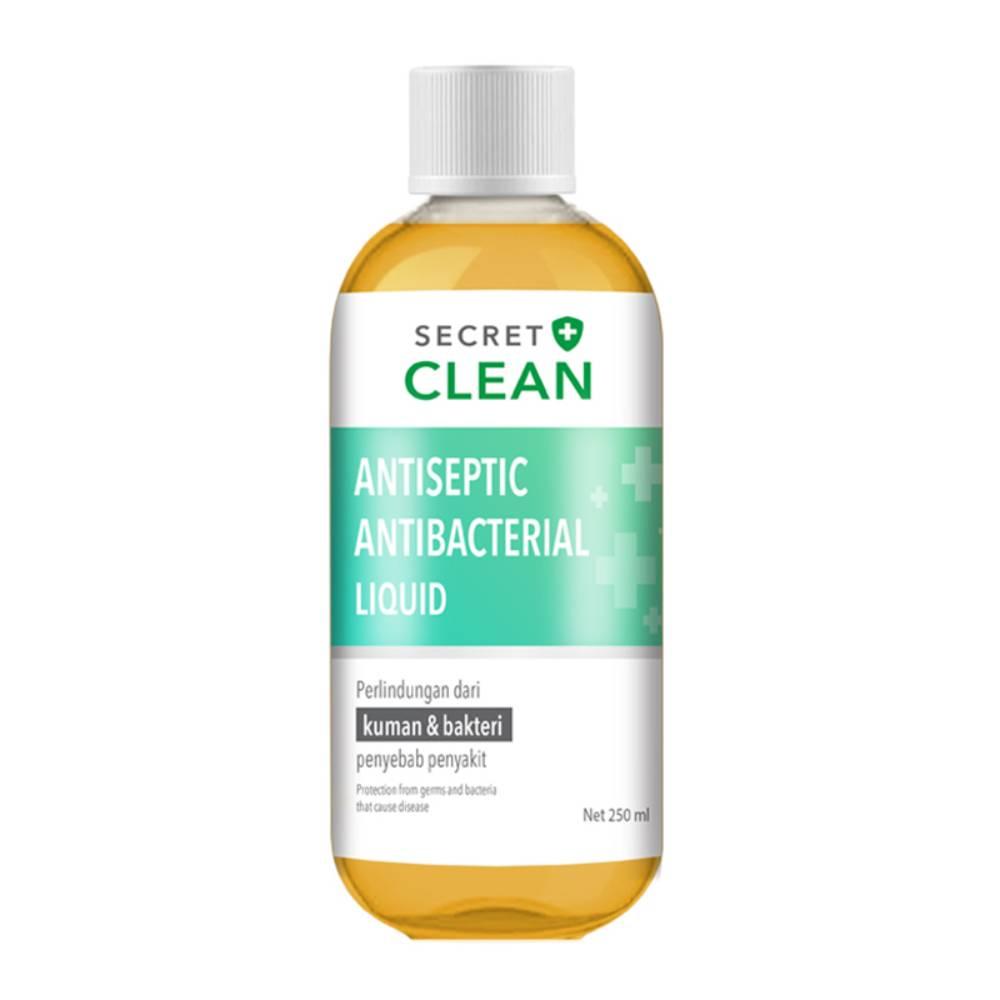 SECRET
CLEAN
ANTISEPTIC
ANTIBACTERIAL
LIQUID
Perlindungan dari
kuman & bakteri
penyebab penyakit
Protection from germs and bacteria
that cause disease
Net 250 ml